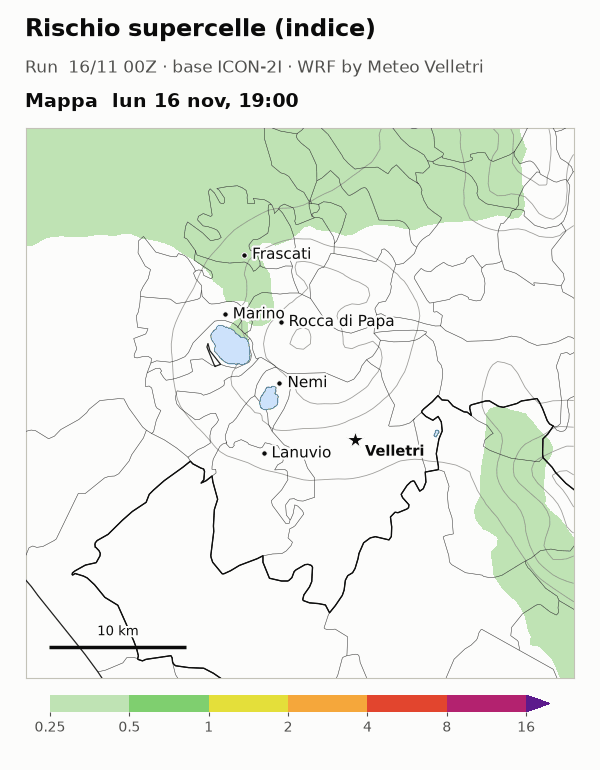 Rischio supercelle (indice)
Run  16/11 00Z · base ICON-2I · WRF by Meteo Velletri
Mappa  lun 16 nov, 19:00
Frascati
Marino
Rocca di Papa
Nemi
Velletri
Lanuvio
10 km
0.25 0.5 1 2 4 8 16